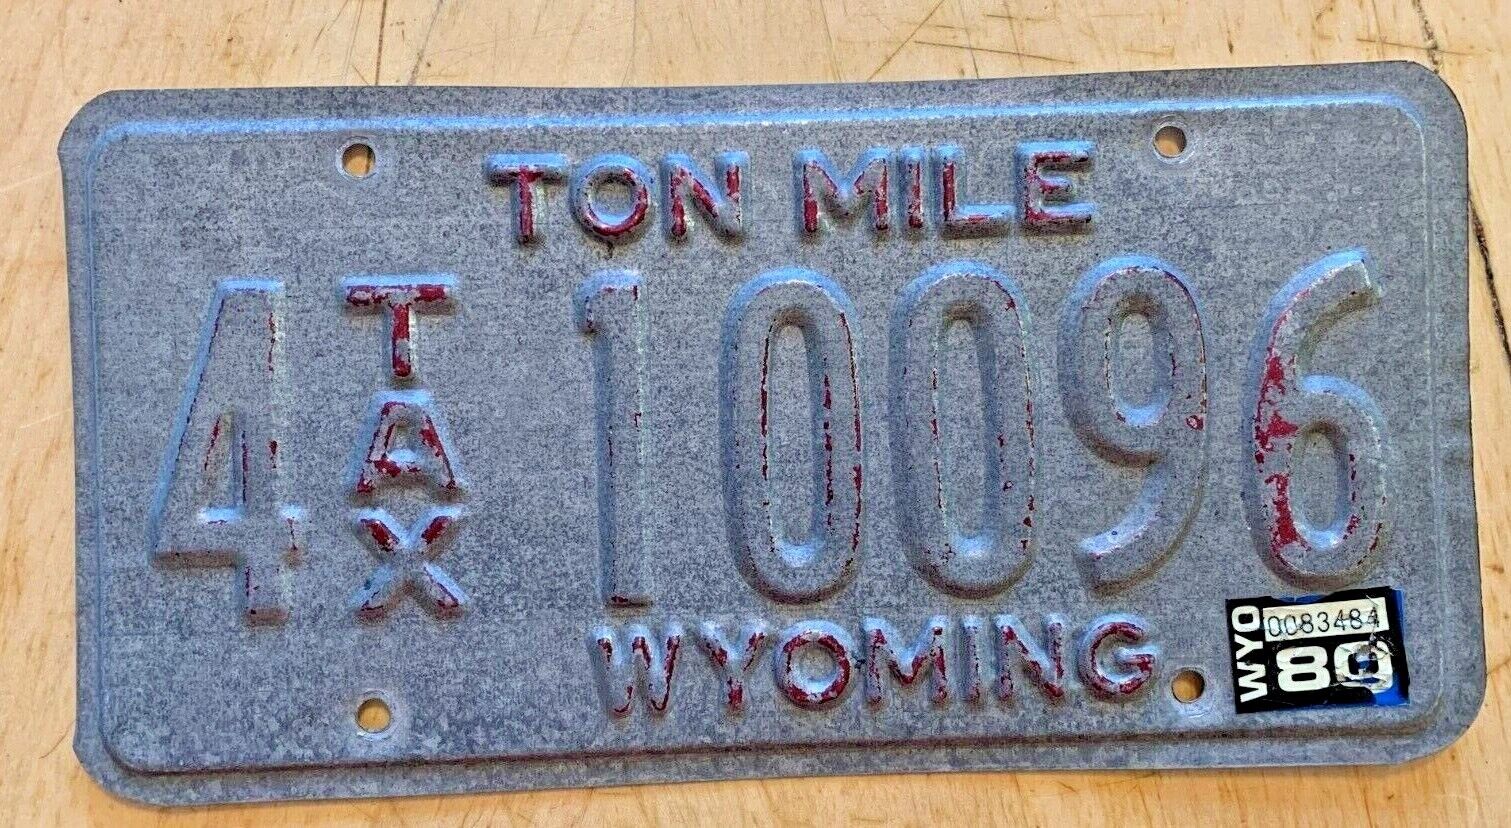 TON MILE
4 TAX 10096
WYOMING
WYO
0083484
80